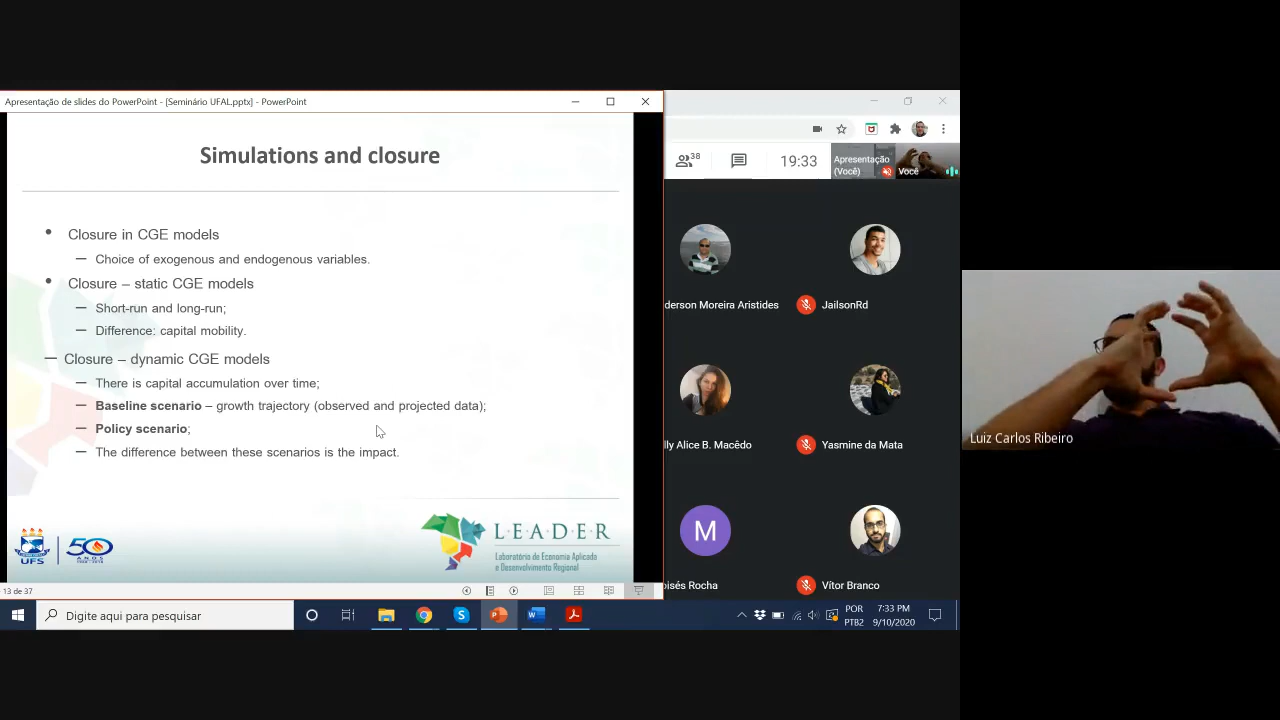 Apresentação de slides do PowerPoint - [Seminário UFAL.pptx] - PowerPoint
Simulations and closure
• Closure in CGE models
— Choice of exogenous and endogenous variables.
• Closure – static CGE models
— Short-run and long-run;
— Difference: capital mobility.
— Closure – dynamic CGE models
— There is capital accumulation over time;
— Baseline scenario – growth trajectory (observed and projected data);
— Policy scenario;
— The difference between these scenarios is the impact.
UFS
50
ANOS
LEADER
Laboratório de Economia Aplicada
e Desenvolvimento Regional
13 de 37
38
19:33
Apresentação
(Você)
Você
derson Moreira Aristides
JailsonRd
lly Alice B. Macêdo
Yasmine da Mata
M
oisés Rocha
Vítor Branco
Luiz Carlos Ribeiro
Digite aqui para pesquisar
POR
PTB2
7:33 PM
9/10/2020